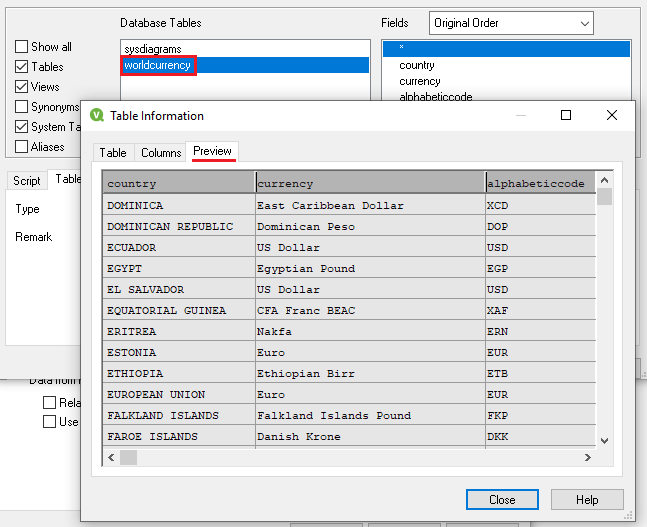 Database Tables
Fields
Original Order
Show all
Tables
Views
Synonyms
System Ta
Aliases
sysdiagrams
worldcurrency
*
country
currency
alphabeticcode
Script
Table
Type
Remark
Table Information
Table
Columns
Preview
country currency alphabeticcode
DOMINICA East Caribbean Dollar XCD
DOMINICAN REPUBLIC Dominican Peso DOP
ECUADOR US Dollar USD
EGYPT Egyptian Pound EGP
EL SALVADOR US Dollar USD
EQUATORIAL GUINEA CFA Franc BEAC XAF
ERITREA Nakfa ERN
ESTONIA Euro EUR
ETHIOPIA Ethiopian Birr ETB
EUROPEAN UNION Euro EUR
FALKLAND ISLANDS Falkland Islands Pound FKP
FAROE ISLANDS Danish Krone DKK
Data from
Rela
Use
Close
Help